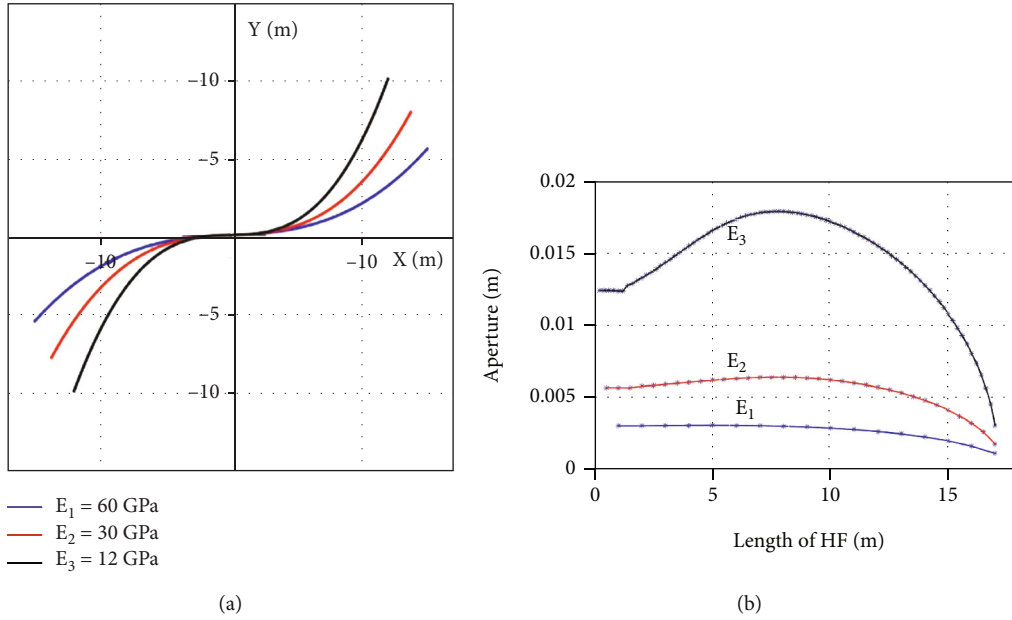 Y (m)
–10
–5
–10
X (m)
–10
–5
–10
E₁ = 60 GPa
E₂ = 30 GPa
E₃ = 12 GPa
(a)
0.02
0.015
0.01
0.005
0
Aperture (m)
E₃
E₂
E₁
0
5
10
15
Length of HF (m)
(b)